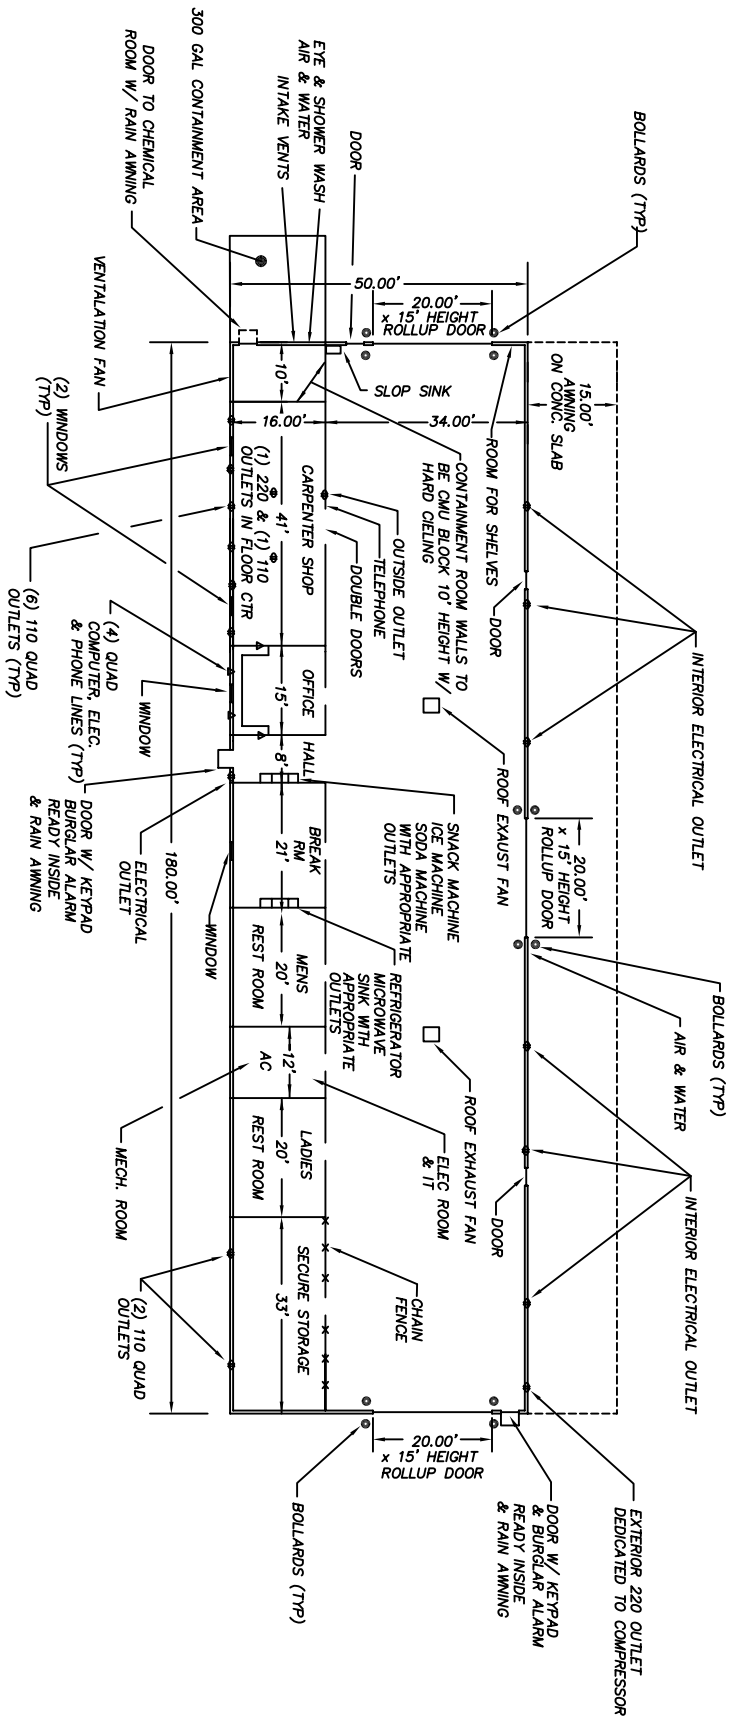 BOLLARDS (TYP)
DOOR
EYE & SHOWER WASH
AIR & WATER
INTAKE VENTS
300 GAL CONTAINMENT AREA
DOOR TO CHEMICAL
ROOM W/ RAIN AWNING
VENTALATION FAN
(2) WINDOWS
(TYP)
50.00'
20.00'
x 15' HEIGHT
ROLLUP DOOR
15.00'
AWNING
ON CONC. SLAB
SLOP SINK
10'
16.00'
34.00'
ROOM FOR SHELVES
CONTAINMENT ROOM WALLS TO
BE CMU BLOCK 10' HEIGHT W/
HARD CIELING
OUTSIDE OUTLET
TELEPHONE
DOUBLE DOORS
CARPENTER SHOP
41'
(1) 220 & (1) 110
OUTLETS IN FLOOR CTR
(6) 110 QUAD
OUTLETS (TYP)
DOOR
INTERIOR ELECTRICAL OUTLET
ROOF EXAUST FAN
OFFICE
15'
(4) QUAD
COMPUTER, ELEC.
& PHONE LINES (TYP)
WINDOW
HALL
8'
DOOR W/ KEYPAD
BURGLAR ALARM
READY INSIDE
& RAIN AWNING
ELECTRICAL
OUTLET
180.00'
SNACK MACHINE
ICE MACHINE
SODA MACHINE
WITH APPROPRIATE
OUTLETS
BREAK
RM
21'
WINDOW
20.00'
x 15' HEIGHT
ROLLUP DOOR
BOLLARDS (TYP)
AIR & WATER
REFRIGERATOR
MICROWAVE
SINK WITH
APPROPRIATE
OUTLETS
MENS
20'
REST ROOM
12'
AC
MECH. ROOM
ROOF EXHAUST FAN
ELEC ROOM
& IT
DOOR
INTERIOR ELECTRICAL OUTLET
LADIES
20'
REST ROOM
CHAIN
FENCE
SECURE STORAGE
33'
(2) 110 QUAD
OUTLETS
20.00'
x 15' HEIGHT
ROLLUP DOOR
BOLLARDS (TYP)
DOOR W/ KEYPAD
& BURGLAR ALARM
READY INSIDE
& RAIN AWNING
EXTERIOR 220 OUTLET
DEDICATED TO COMPRESSOR